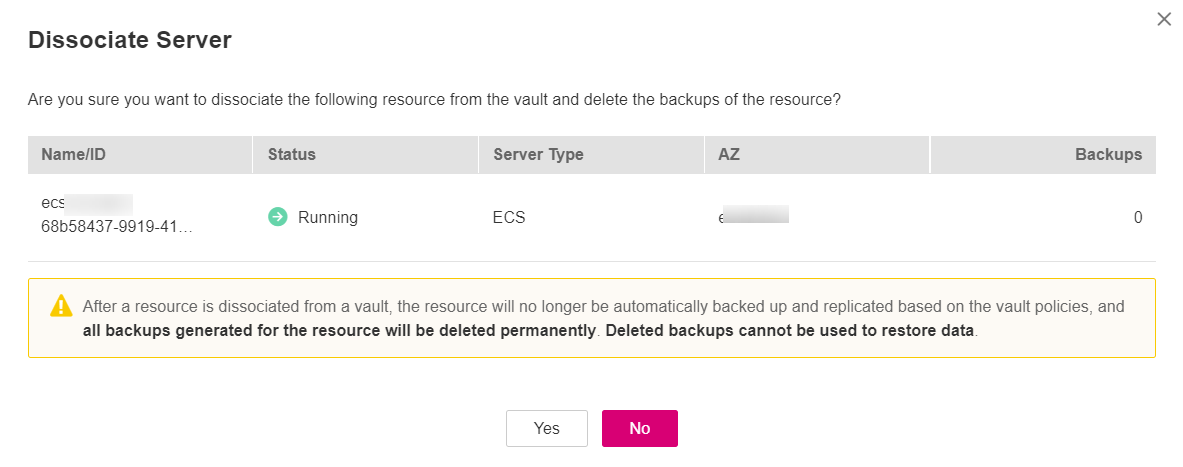 Dissociate Server
Are you sure you want to dissociate the following resource from the vault and delete the backups of the resource?
Name/ID Status Server Type AZ Backups
ecs
68b58437-9919-41... Running ECS 0
After a resource is dissociated from a vault, the resource will no longer be automatically backed up and replicated based on the vault policies, and
all backups generated for the resource will be deleted permanently. Deleted backups cannot be used to restore data.
Yes No